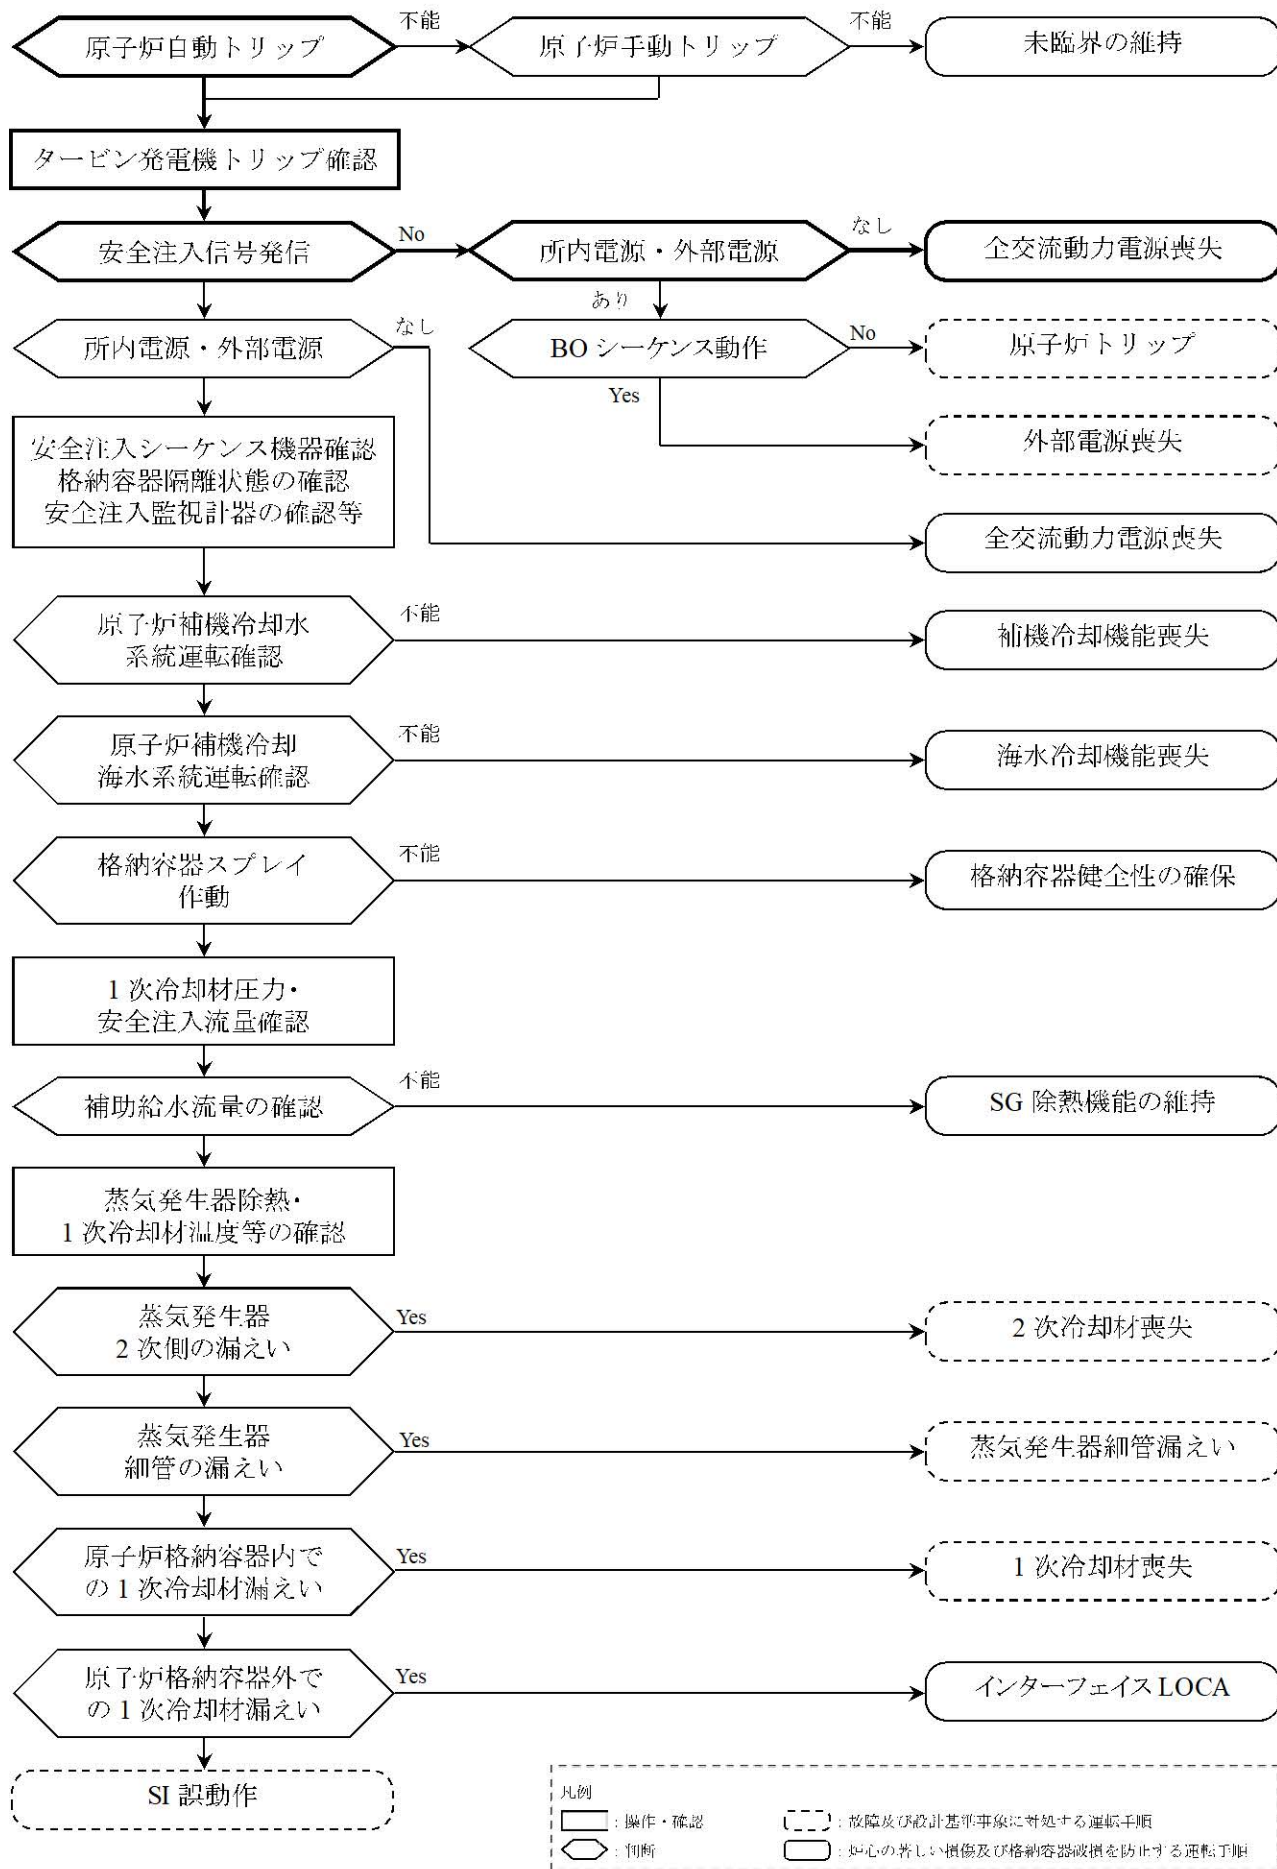 原子炉自動トリップ
不能
原子炉手動トリップ
不能
未臨界の維持
タービン発電機トリップ確認
安全注入信号発信
No
所内電源・外部電源
なし
全交流動力電源喪失
あり
所内電源・外部電源
なし
BO シーケンス動作
No
原子炉トリップ
Yes
外部電源喪失
安全注入シーケンス機器確認
格納容器隔離状態の確認
安全注入監視計器の確認等
全交流動力電源喪失
原子炉補機冷却水
系統運転確認
不能
補機冷却機能喪失
原子炉補機冷却
海水系統運転確認
不能
海水冷却機能喪失
格納容器スプレイ
作動
不能
格納容器健全性の確保
1 次冷却材圧力・
安全注入流量確認
補助給水流量の確認
不能
SG 除熱機能の維持
蒸気発生器除熱・
1 次冷却材温度等の確認
蒸気発生器
2 次側の漏えい
Yes
2 次冷却材喪失
蒸気発生器
細管の漏えい
Yes
蒸気発生器細管漏えい
原子炉格納容器内で
の 1 次冷却材漏えい
Yes
1 次冷却材喪失
原子炉格納容器外で
の 1 次冷却材漏えい
Yes
インターフェイス LOCA
SI 誤動作
凡例
：操作・確認
：故障及び設計基準事象に対処する運転手順
：判断
：炉心の著しい損傷及び格納容器破損を防止する運転手順